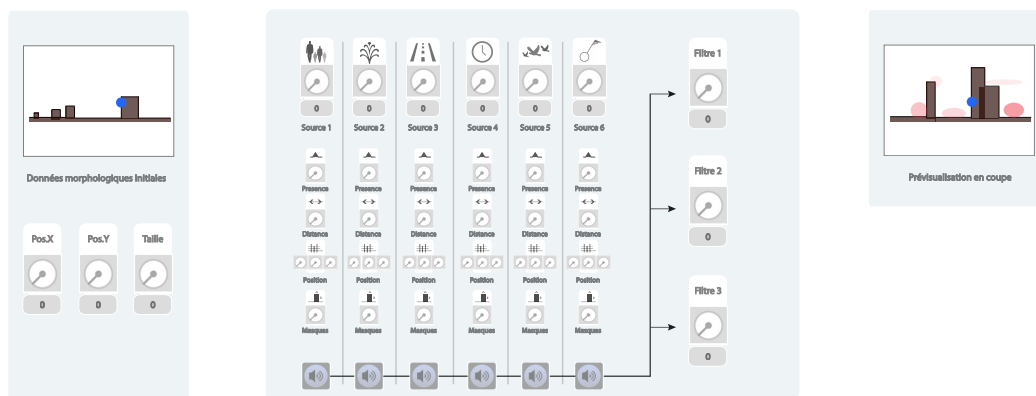 Données morphologiques initiales
Pos.X Pos.Y Taille
0 0 0
0 0 0 0 0 0
Source 1 Source 2 Source 3 Source 4 Source 5 Source 6
Presence Presence Presence Presence Presence Presence
Distance Distance Distance Distance Distance Distance
Position Position Position Position Position Position
Masques Masques Masques Masques Masques Masques
Filtre 1
0
Filtre 2
0
Filtre 3
0
Prévisualisation en coupe